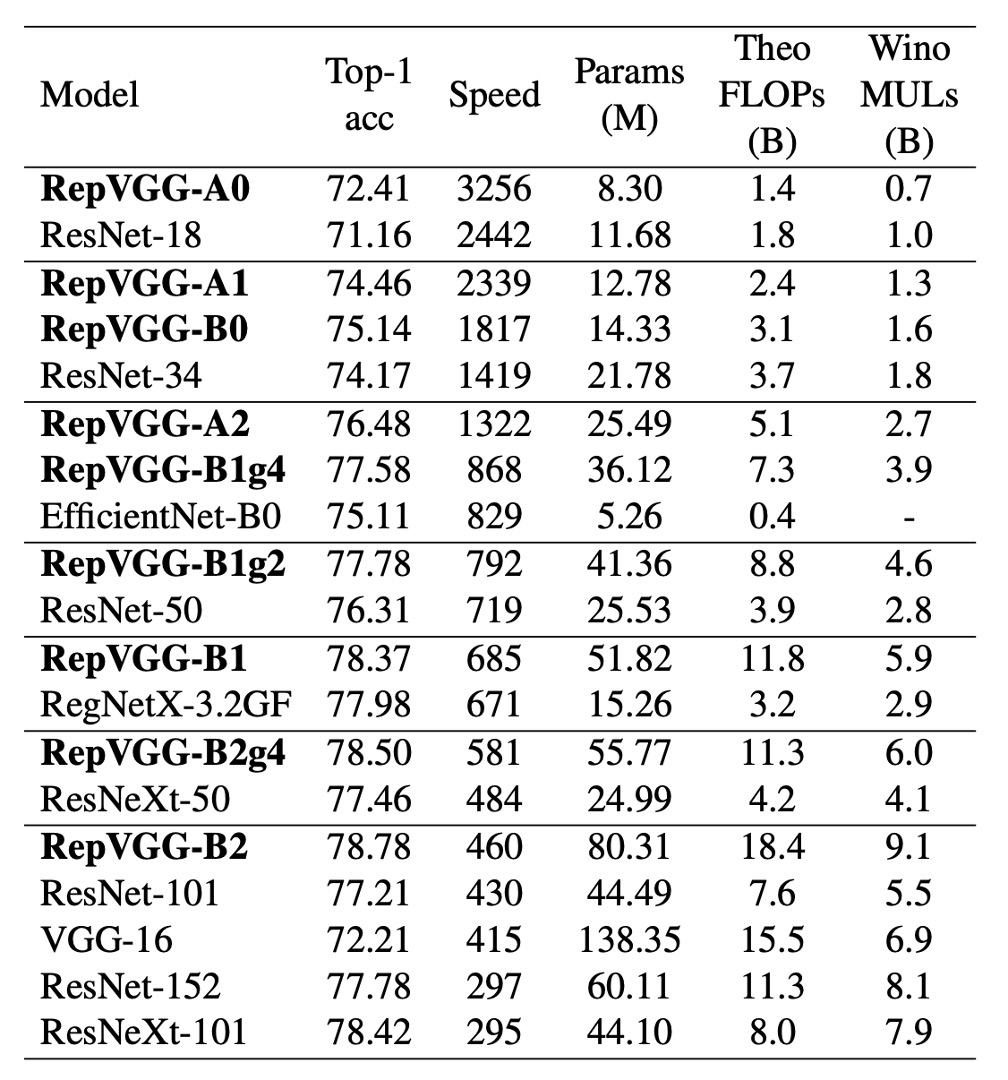 Model Top-1 acc Speed Params (M) Theo FLOPs (B) Wino MULs (B)
RepVGG-A0 72.41 3256 8.30 1.4 0.7
ResNet-18 71.16 2442 11.68 1.8 1.0
RepVGG-A1 74.46 2339 12.78 2.4 1.3
RepVGG-B0 75.14 1817 14.33 3.1 1.6
ResNet-34 74.17 1419 21.78 3.7 1.8
RepVGG-A2 76.48 1322 25.49 5.1 2.7
RepVGG-B1g4 77.58 868 36.12 7.3 3.9
EfficientNet-B0 75.11 829 5.26 0.4 -
RepVGG-B1g2 77.78 792 41.36 8.8 4.6
ResNet-50 76.31 719 25.53 3.9 2.8
RepVGG-B1 78.37 685 51.82 11.8 5.9
RegNetX-3.2GF 77.98 671 15.26 3.2 2.9
RepVGG-B2g4 78.50 581 55.77 11.3 6.0
ResNeXt-50 77.46 484 24.99 4.2 4.1
RepVGG-B2 78.78 460 80.31 18.4 9.1
ResNet-101 77.21 430 44.49 7.6 5.5
VGG-16 72.21 415 138.35 15.5 6.9
ResNet-152 77.78 297 60.11 11.3 8.1
ResNeXt-101 78.42 295 44.10 8.0 7.9